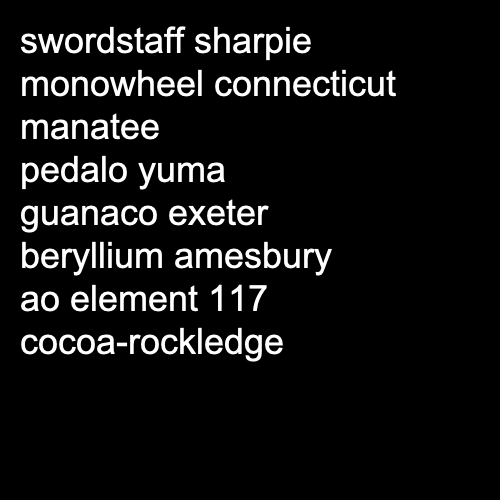 swordstaff sharpie
monowheel connecticut
manatee
pedalo yuma
guanaco exeter
beryllium amesbury
ao element 117
cocoa-rockledge